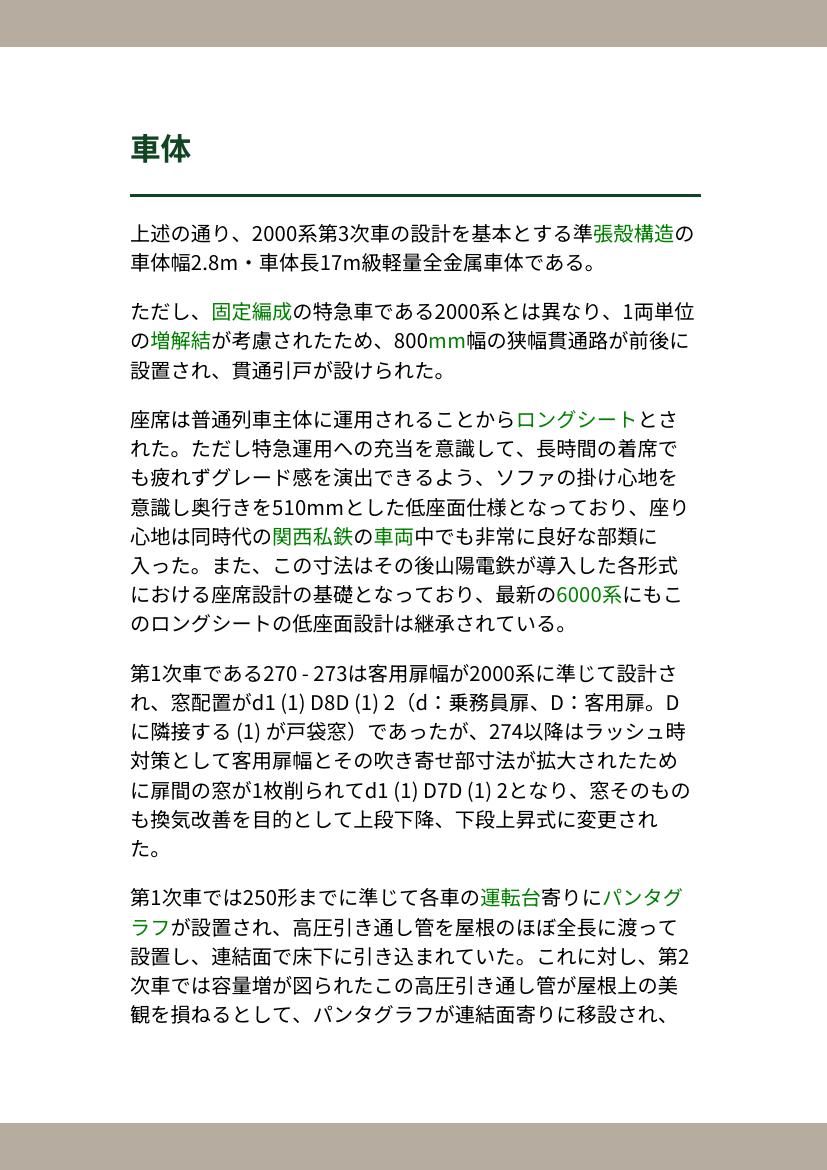 車体
上述の通り、2000系第3次車の設計を基本とする準張殻構造の
車体幅2.8m・車体長17m級軽量全金属車体である。
ただし、固定編成の特急車である2000系とは異なり、1両単位
の増解結が考慮されたため、800mm幅の狭幅貫通路が前後に
設置され、貫通引戸が設けられた。
座席は普通列車主体に運用されることからロングシートとさ
れた。ただし特急運用への充当を意識して、長時間の着席で
も疲れずグレード感を演出できるよう、ソファの掛け心地を
意識し奥行きを510mmとした低座面仕様となっており、座り
心地は同時代の関西私鉄の車両中でも非常に良好な部類に
入った。また、この寸法はその後山陽電鉄が導入した各形式
における座席設計の基礎となっており、最新の6000系にもこ
のロングシートの低座面設計は継承されている。
第1次車である270 - 273は客用扉幅が2000系に準じて設計さ
れ、窓配置がd1 (1) D8D (1) 2（d：乗務員扉、D：客用扉。D
に隣接する (1) が戸袋窓）であったが、274以降はラッシュ時
対策として客用扉幅とその吹き寄せ部寸法が拡大されたため
に扉間の窓が1枚削られてd1 (1) D7D (1) 2となり、窓そのもの
も換気改善を目的として上段下降、下段上昇式に変更され
た。
第1次車では250形までに準じて各車の運転台寄りにパンタグ
ラフが設置され、高圧引き通し管を屋根のほぼ全長に渡って
設置し、連結面で床下に引き込まれていた。これに対し、第2
次車では容量増が図られたこの高圧引き通し管が屋根上の美
観を損ねるとして、パンタグラフが連結面寄りに移設され、